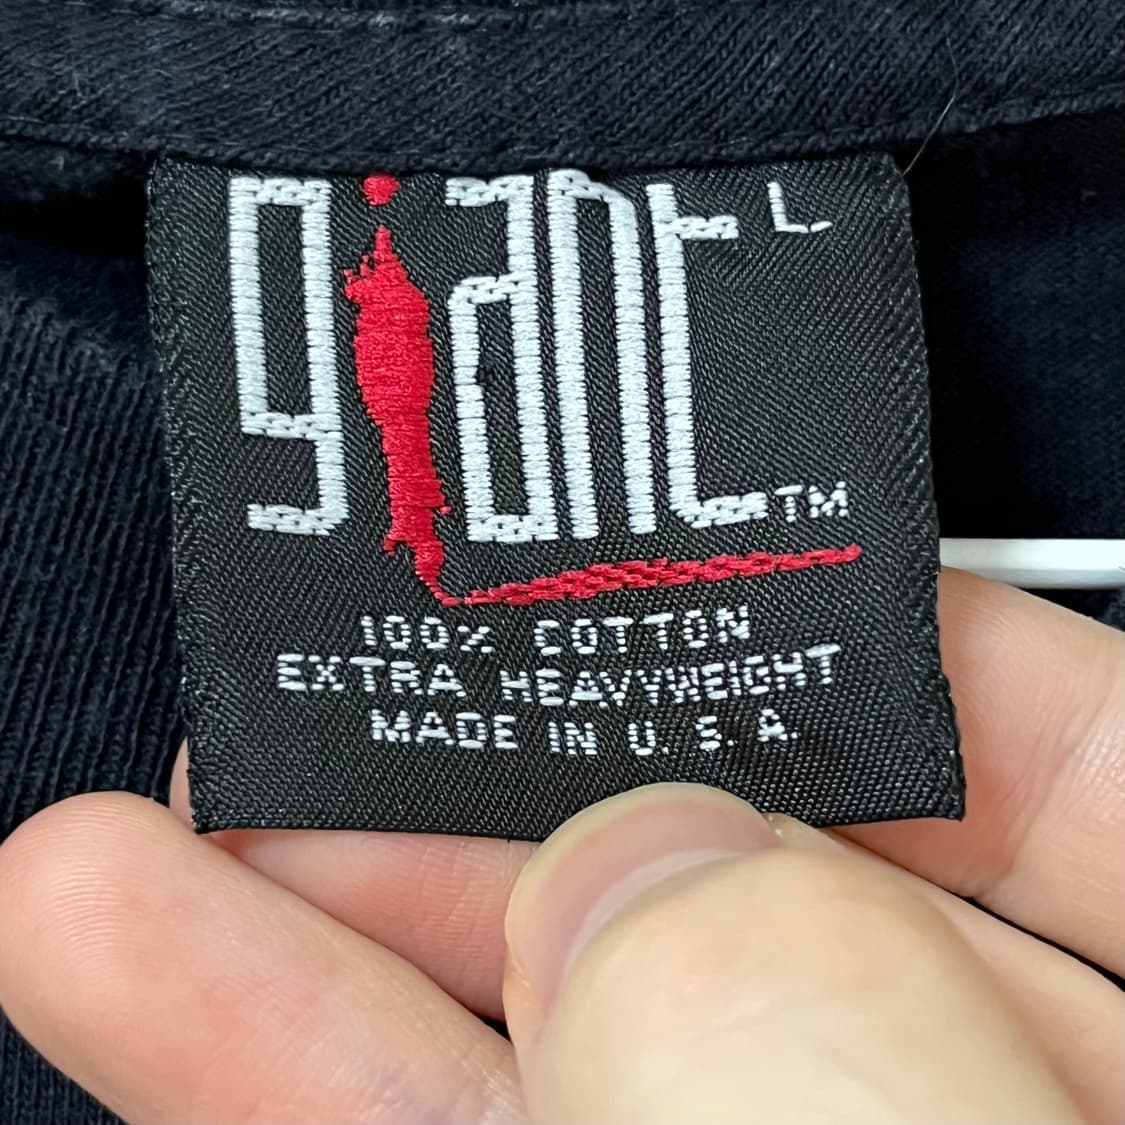 giant L.
TM
100% COTTON
EXTRA HEAVYWEIGHT
MADE IN U.S.A.